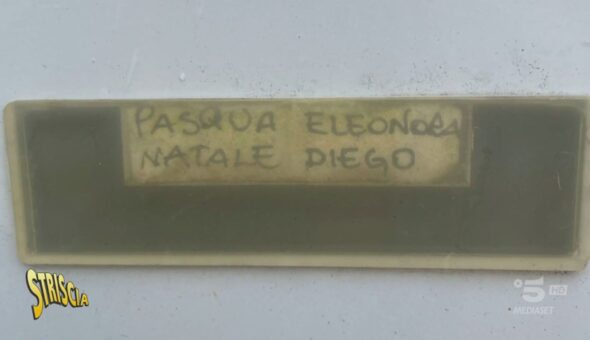 PASQUA ELEONORA
NATALE DIEGO
STRISCIA
5 HD
MEDIASET